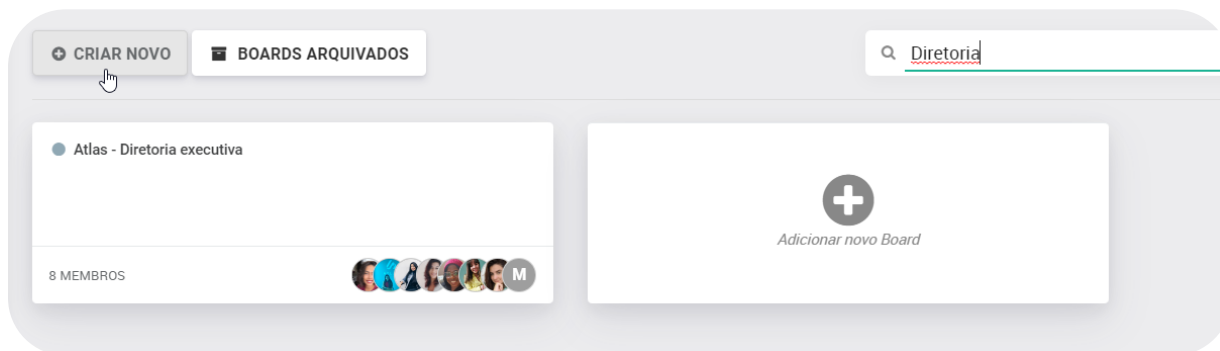 CRIAR NOVO
BOARDS ARQUIVADOS
Diretoria
Atlas - Diretoria executiva
Adicionar novo Board
8 MEMBROS
M